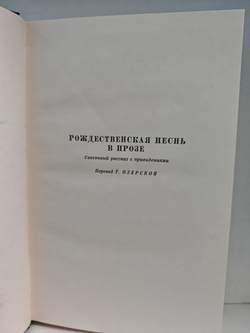 РОЖДЕСТВЕНСКАЯ ПЕСНЬ
В ПРОЗЕ
Святочный рассказ с привидениями
Перевод Т. ОЗЕРСКОЙ